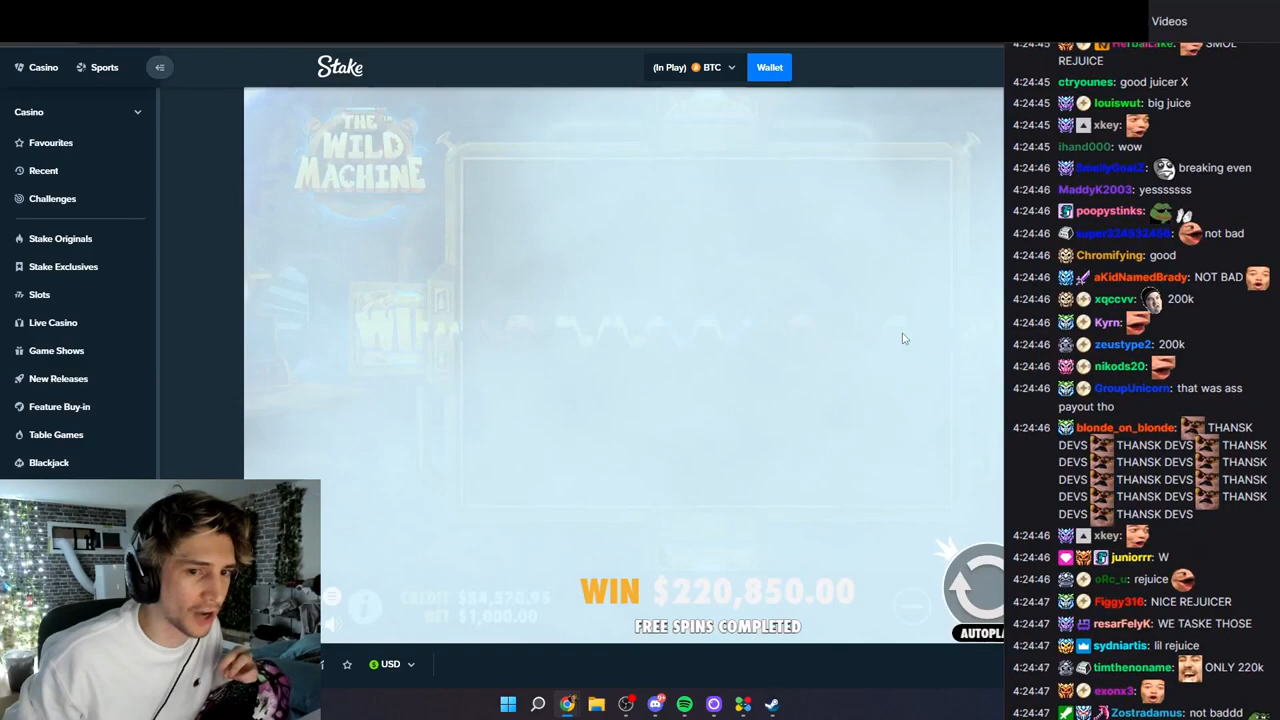 Videos
Casino
Sports
Stake
(In Play) BTC
Wallet
Casino
Favourites
Recent
Challenges
Stake Originals
Stake Exclusives
Slots
Live Casino
Game Shows
New Releases
Feature Buy-in
Table Games
Blackjack
THE
WILD
MACHINE
WIN $220,850.00
FREE SPINS COMPLETED
BET $1,000.00
AUTOPLA
USD
4:24:45 HerbalLake: SMOL
REJUICE
4:24:45 ctryounes: good juicer X
4:24:45 louiswut: big juice
4:24:45 xkey:
4:24:45 ihand000: wow
4:24:46 breaking even
4:24:46 MaddyK2003: yesssssss
4:24:46 poopystinks:
4:24:46 not bad
4:24:46 Chromifying: good
4:24:46 aKidNamedBrady: NOT BAD
4:24:46 xqccvv: 200k
4:24:46 Kyrn:
4:24:46 zeustype2: 200k
4:24:46 nikods20:
4:24:46 GroupUnicorn: that was ass
payout tho
4:24:46 blonde_on_blonde: THANSK
DEVS THANSK DEVS THANSK
DEVS THANSK DEVS THANSK
DEVS THANSK DEVS THANSK
DEVS THANSK DEVS THANSK
DEVS THANSK DEVS
4:24:46 xkey:
4:24:46 juniorrr: W
4:24:46 oRc_u: rejuice
4:24:47 Figgy316: NICE REJUICER
4:24:47 resarFelyK: WE TASKE THOSE
4:24:47 sydniartis: lil rejuice
4:24:47 timthenoname: ONLY 220k
4:24:47 exonx3:
4:24:47 Zostradamus: not baddd